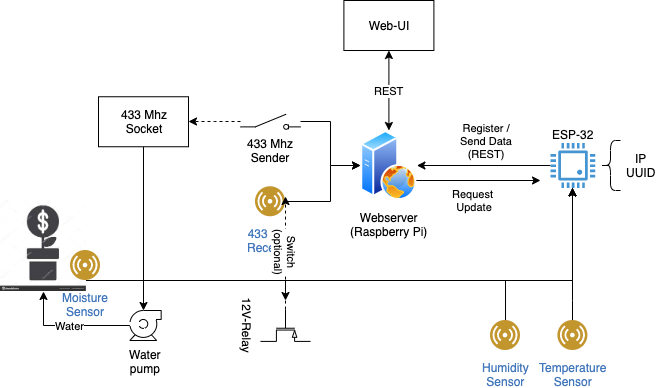 Web-UI
REST
433 Mhz
Socket
433 Mhz
Sender
Register /
Send Data
(REST)
ESP-32
IP
UUID
Request
Update
Webserver
(Raspberry Pi)
433
Rece
Switch
(optional)
$
Moisture
Sensor
Water
Water
pump
12V-Relay
Humidity
Sensor
Temperature
Sensor